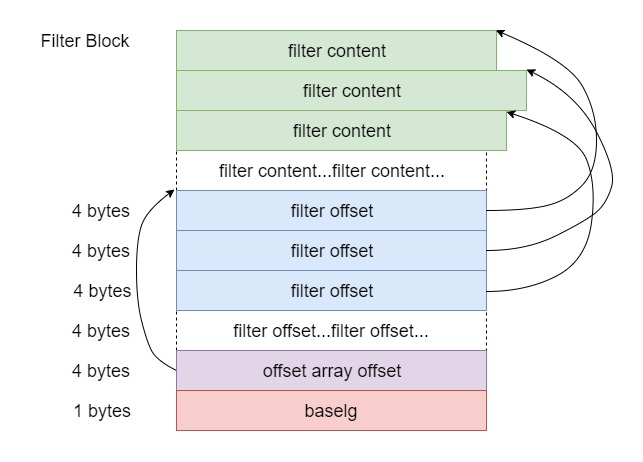 Filter Block
filter content
filter content
filter content
filter content...filter content...
4 bytes filter offset
4 bytes filter offset
4 bytes filter offset
4 bytes filter offset...filter offset...
4 bytes offset array offset
1 bytes baselg